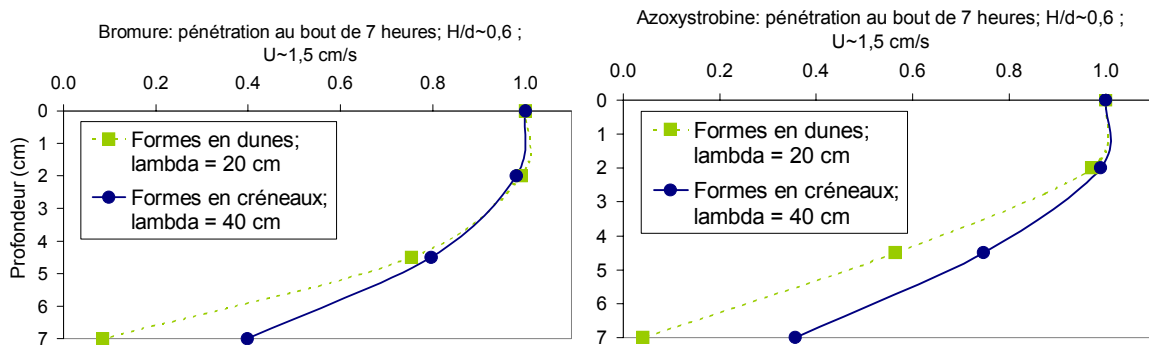 Bromure: pénétration au bout de 7 heures; H/d~0,6 ;
U~1,5 cm/s
0.0 0.2 0.4 0.6 0.8 1.0
Profondeur (cm)
0
1
2
3
4
5
6
7
Formes en dunes;
lambda = 20 cm
Formes en créneaux;
lambda = 40 cm
Azoxystrobine: pénétration au bout de 7 heures; H/d~0,6 ;
U~1,5 cm/s
0.0 0.2 0.4 0.6 0.8 1.0
0
1
2
3
4
5
6
7
Formes en dunes;
lambda = 20 cm
Formes en créneaux;
lambda = 40 cm